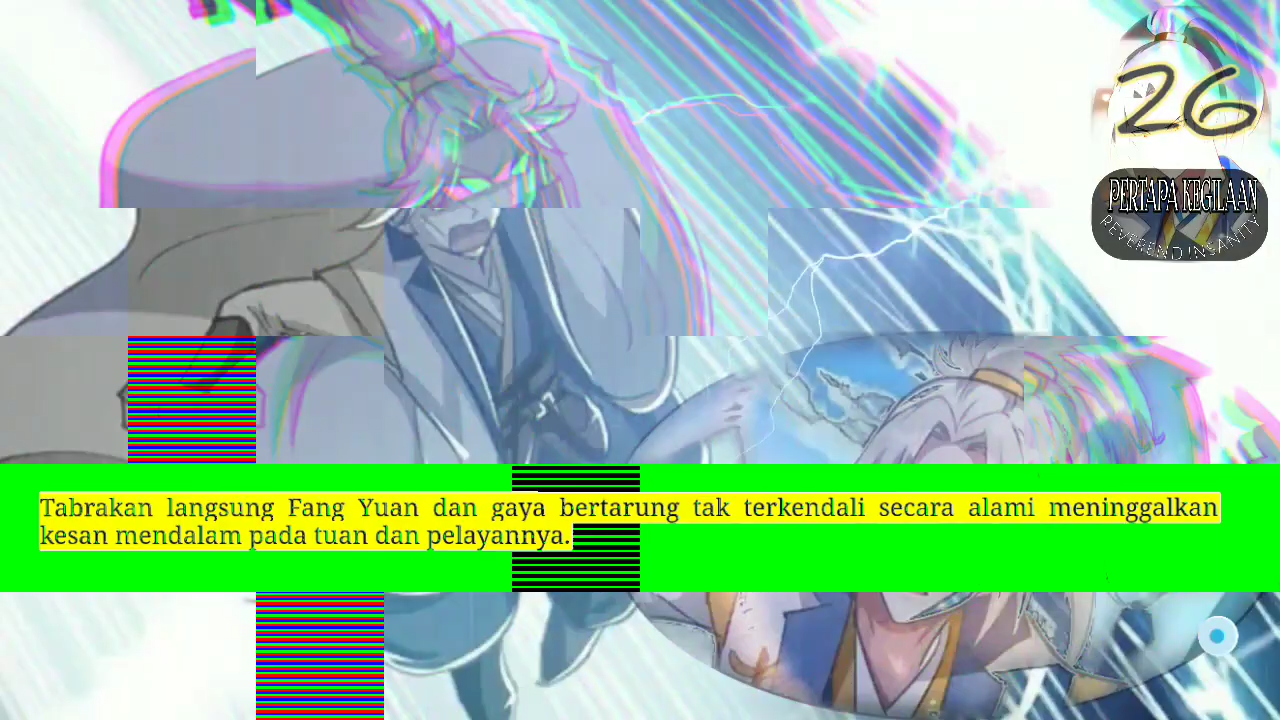 26
PERTAPA KEGILAAN
REVEREND INSANITY
Tabrakan langsung Fang Yuan dan gaya bertarung tak terkendali secara alami meninggalkan
kesan mendalam pada tuan dan pelayannya.